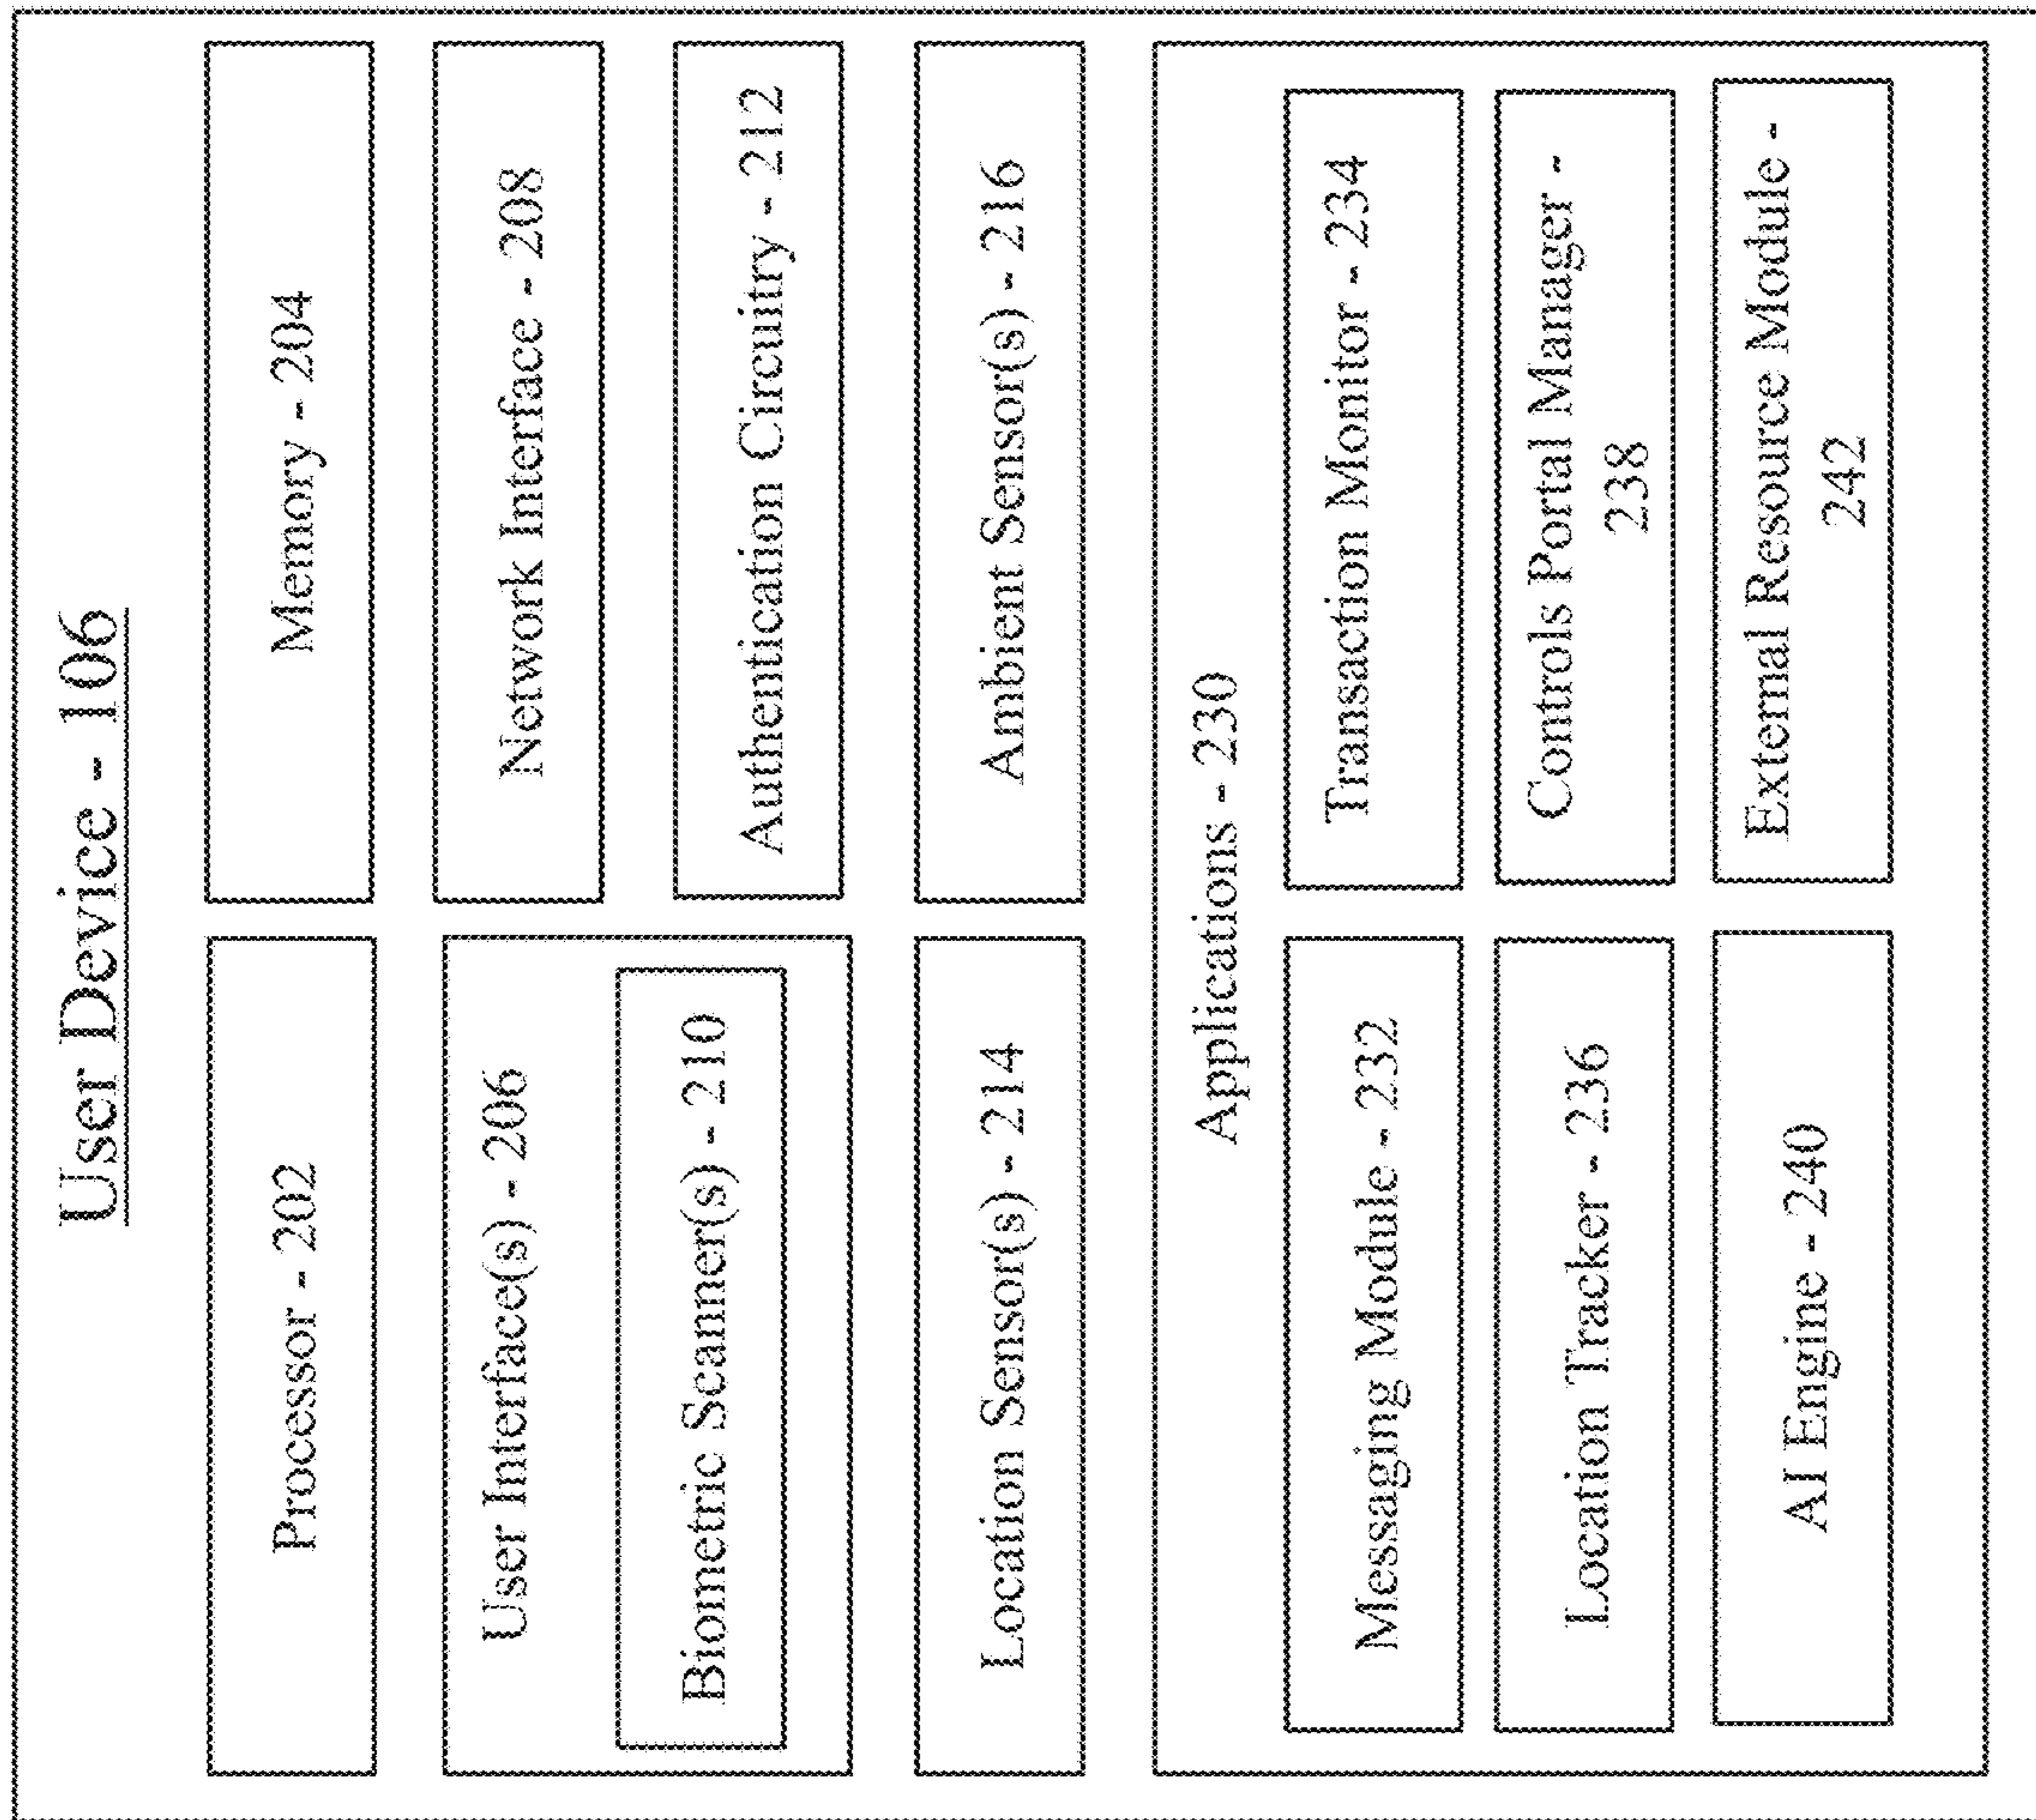 User Device - 106
Processor - 202
Memory - 204
User Interface(s) - 206
Network Interface - 208
Biometric Scanner(s) - 210
Authentication Circuitry - 212
Location Sensor(s) - 214
Ambient Sensor(s) - 216
Applications - 230
Messaging Module - 232
Transaction Monitor - 234
Location Tracker - 236
Controls Portal Manager -
238
AI Engine - 240
External Resource Module -
242